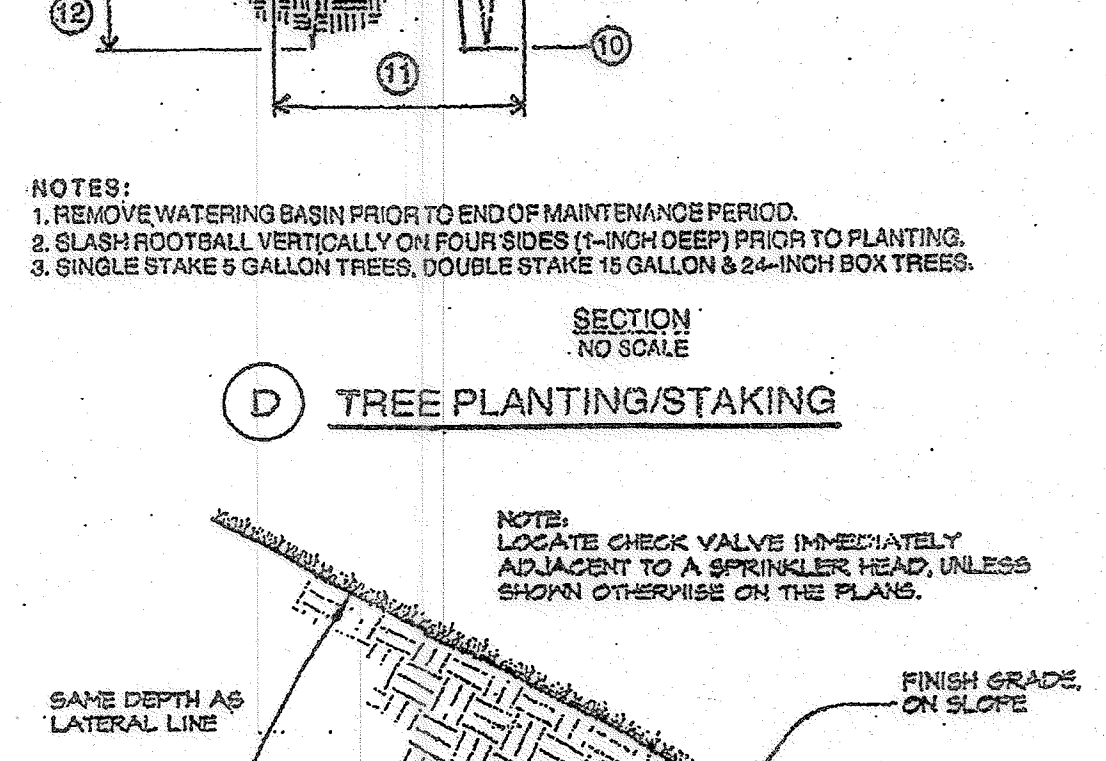 12
10
11
NOTES:
1. REMOVE WATERING BASIN PRIOR TO END OF MAINTENANCE PERIOD.
2. SLASH ROOTBALL VERTICALLY ON FOUR SIDES (1-INCH DEEP) PRIOR TO PLANTING.
3. SINGLE STAKE 5 GALLON TREES. DOUBLE STAKE 15 GALLON & 24-INCH BOX TREES.
SECTION
NO SCALE
D TREE PLANTING/STAKING
NOTE:
LOCATE CHECK VALVE IMMEDIATELY
ADJACENT TO A SPRINKLER HEAD, UNLESS
SHOWN OTHERWISE ON THE PLANS.
SAME DEPTH AS
LATERAL LINE
FINISH GRADE,
ON SLOPE